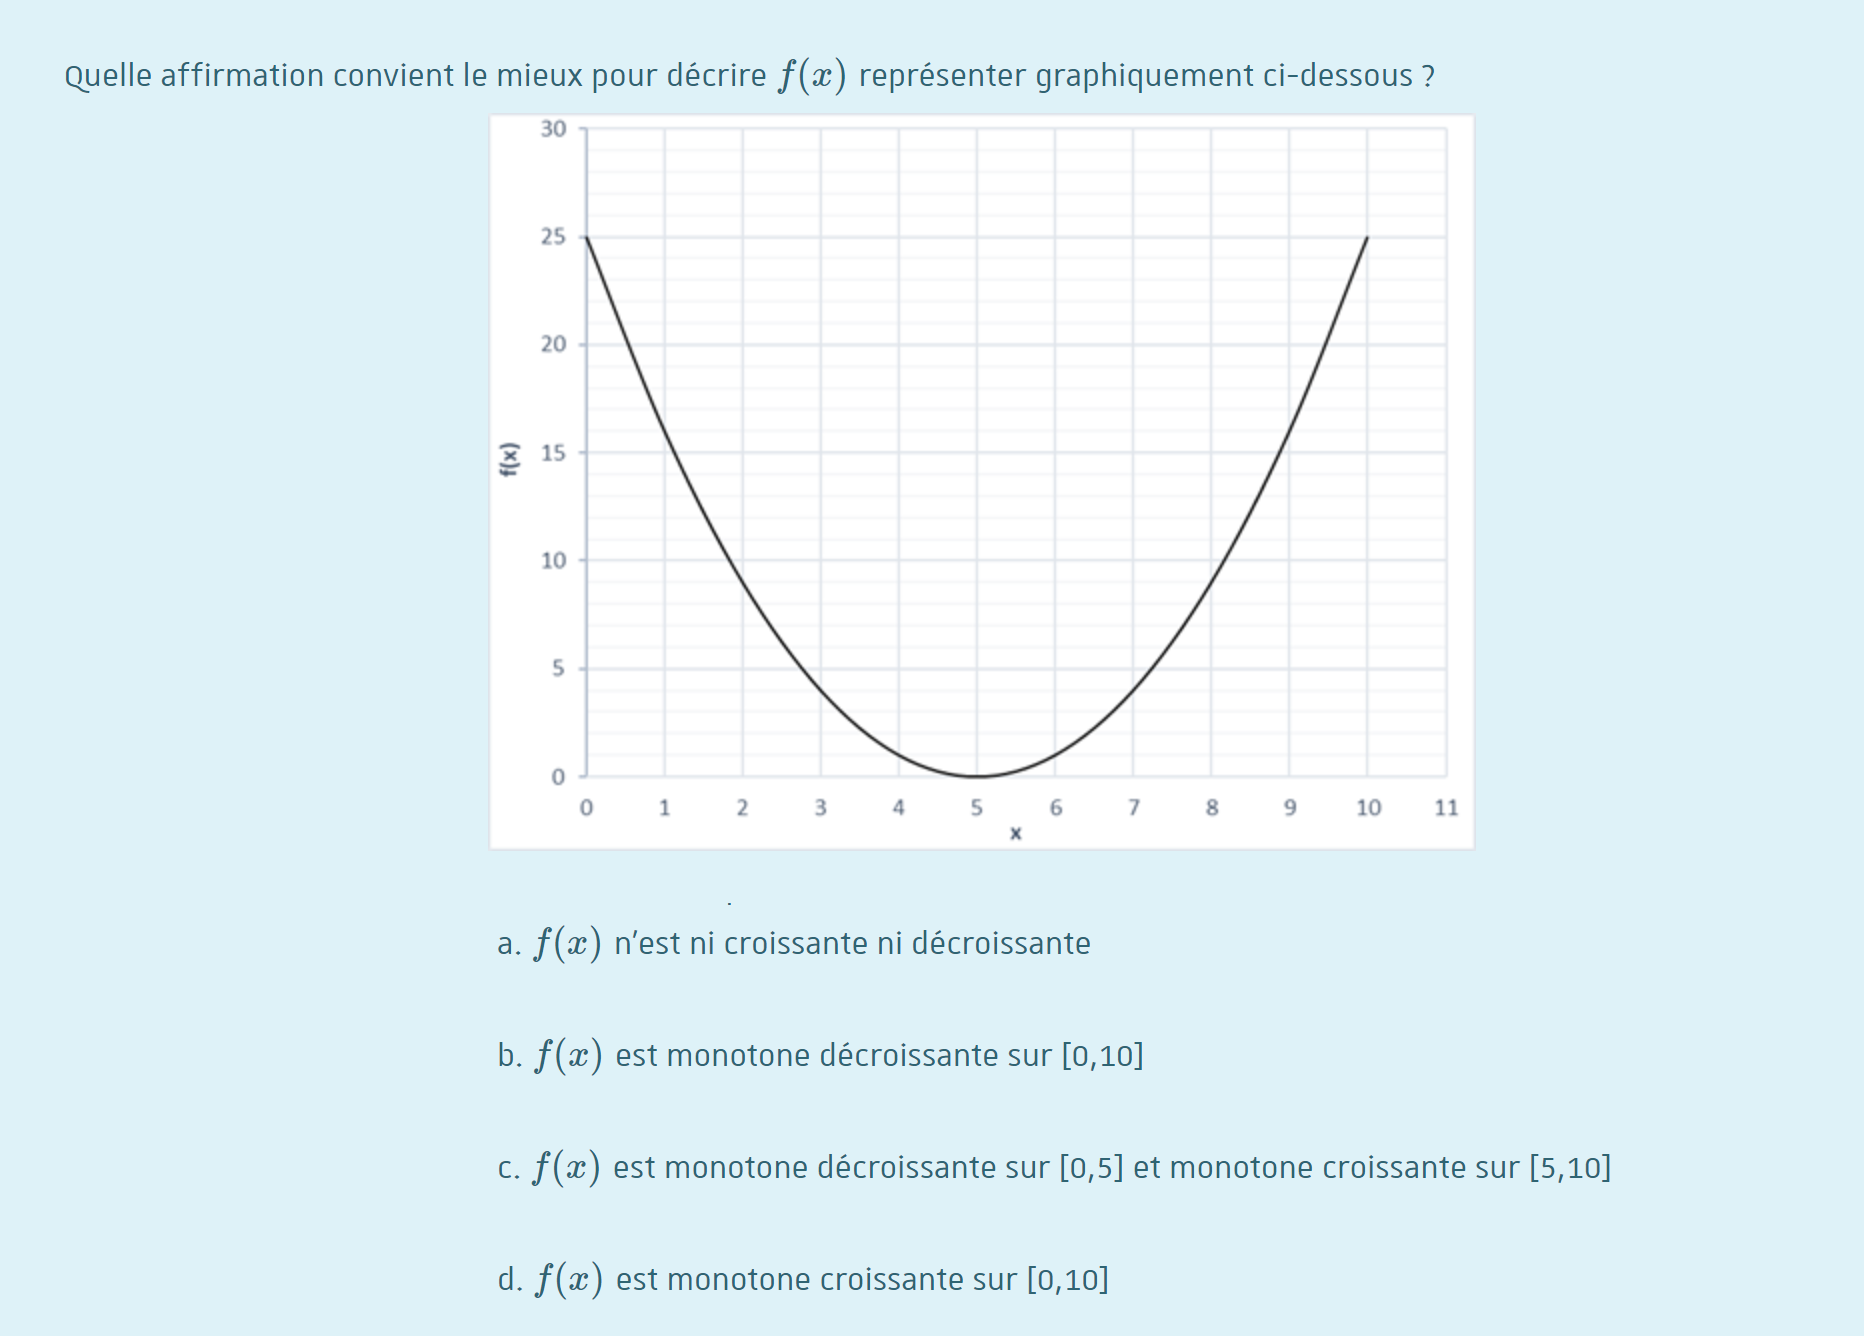 Quelle affirmation convient le mieux pour décrire f(x) représenter graphiquement ci-dessous ?
30
25
20
15
10
5
0
f(x)
0 1 2 3 4 5 6 7 8 9 10 11
x
a. f(x) n'est ni croissante ni décroissante
b. f(x) est monotone décroissante sur [0,10]
c. f(x) est monotone décroissante sur [0,5] et monotone croissante sur [5,10]
d. f(x) est monotone croissante sur [0,10]